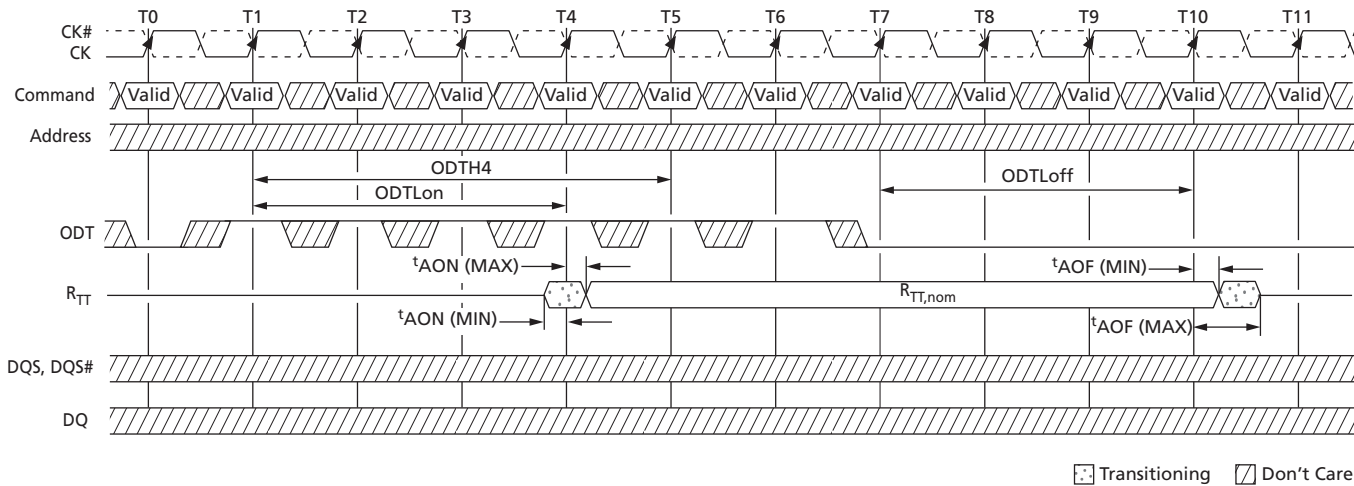 T0 T1 T2 T3 T4 T5 T6 T7 T8 T9 T10 T11
CK#
CK
Command Valid Valid Valid Valid Valid Valid Valid Valid Valid Valid Valid Valid
Address
ODTH4
ODTLon
ODTLoff
ODT
tAON (MAX)
tAOF (MIN)
RTT
RTT,nom
tAON (MIN)
tAOF (MAX)
DQS, DQS#
DQ
Transitioning Don't Care